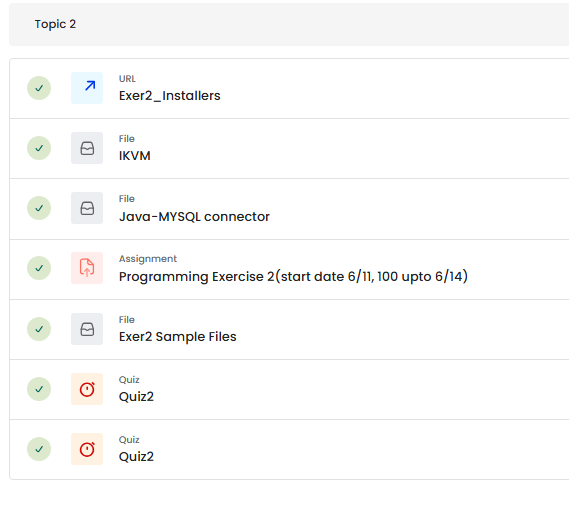 Topic 2
URL
Exer2_Installers
File
IKVM
File
Java-MYSQL connector
Assignment
Programming Exercise 2(start date 6/11, 100 upto 6/14)
File
Exer2 Sample Files
Quiz
Quiz2
Quiz
Quiz2